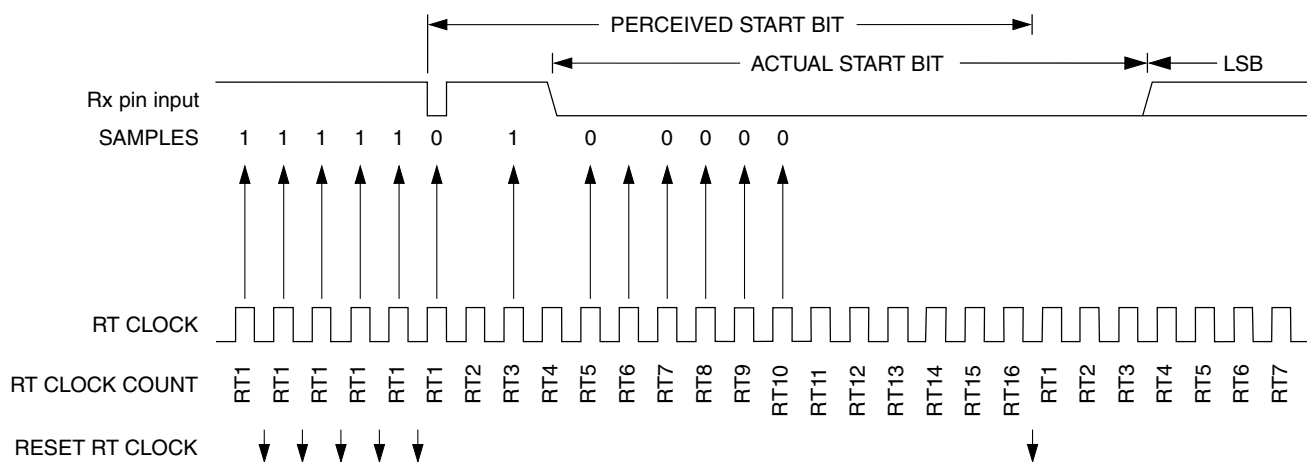 PERCEIVED START BIT
ACTUAL START BIT
LSB
Rx pin input
SAMPLES 1 1 1 1 1 0 1 0 0 0 0 0
RT CLOCK
RT CLOCK COUNT RT1 RT1 RT1 RT1 RT1 RT1 RT2 RT3 RT4 RT5 RT6 RT7 RT8 RT9 RT10 RT11 RT12 RT13 RT14 RT15 RT16 RT1 RT2 RT3 RT4 RT5 RT6 RT7
RESET RT CLOCK